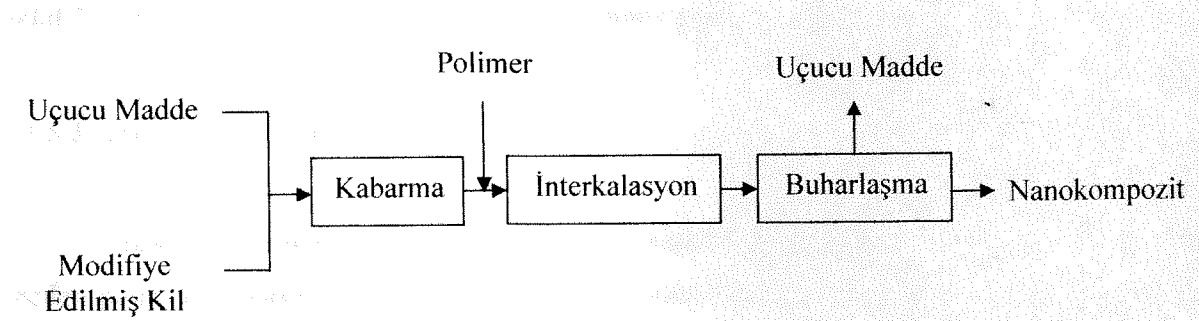 Polimer
Uçucu Madde
Uçucu Madde
Kabarma
İnterkalasyon
Buharlaşma
Nanokompozit
Modifiye
Edilmiş Kil